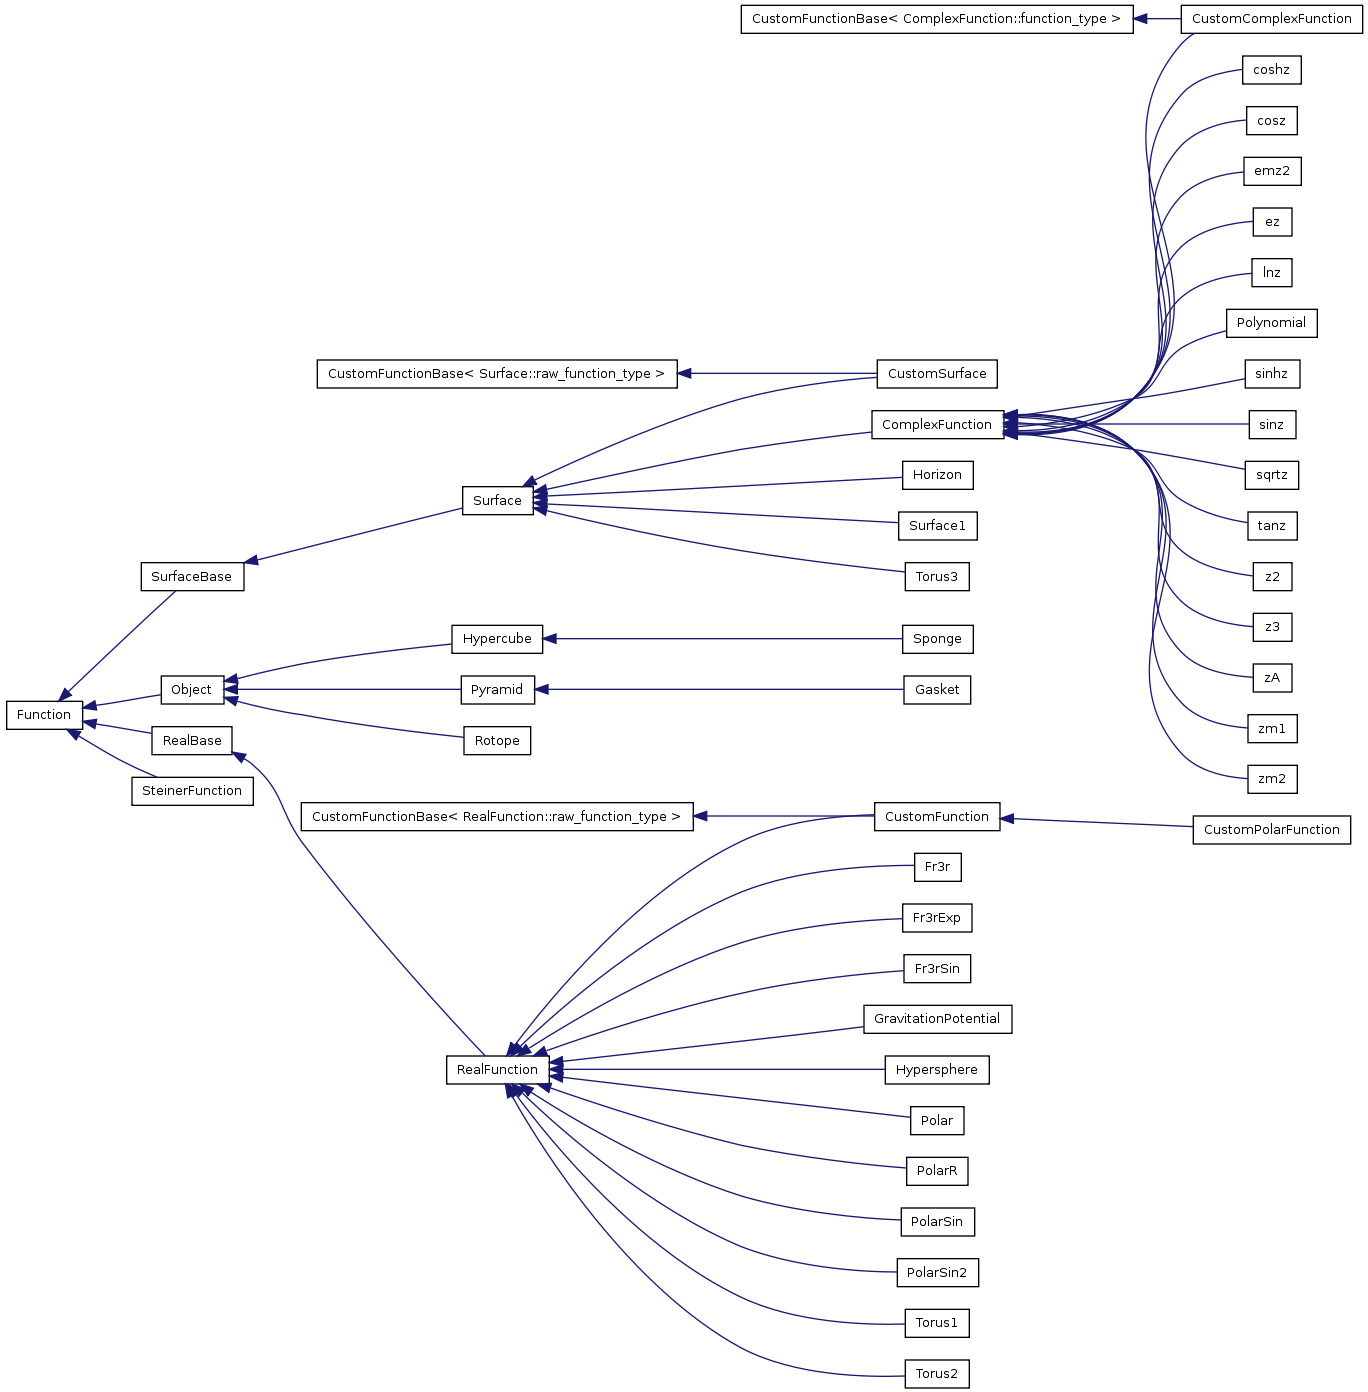 CustomFunctionBase< ComplexFunction::function_type >
CustomComplexFunction
coshz
cosz
emz2
ez
lnz
Polynomial
CustomFunctionBase< Surface::raw_function_type >
CustomSurface
sinhz
ComplexFunction
sinz
Horizon
sqrtz
Surface
Surface1
tanz
SurfaceBase
Torus3
z2
Hypercube
Sponge
z3
Object
Pyramid
Gasket
zA
Function
RealBase
Rotope
zm1
SteinerFunction
zm2
CustomFunctionBase< RealFunction::raw_function_type >
CustomFunction
CustomPolarFunction
Fr3r
Fr3rExp
Fr3rSin
GravitationPotential
RealFunction
Hypersphere
Polar
PolarR
PolarSin
PolarSin2
Torus1
Torus2